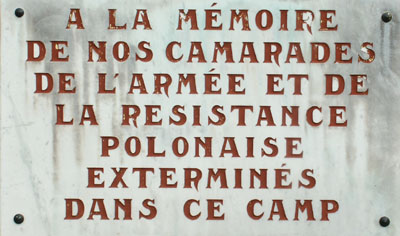 A LA MÉMOIRE
DE NOS CAMARADES
DE L'ARMÉE ET DE
LA RESISTANCE
POLONAISE
EXTERMINÉS
DANS CE CAMP